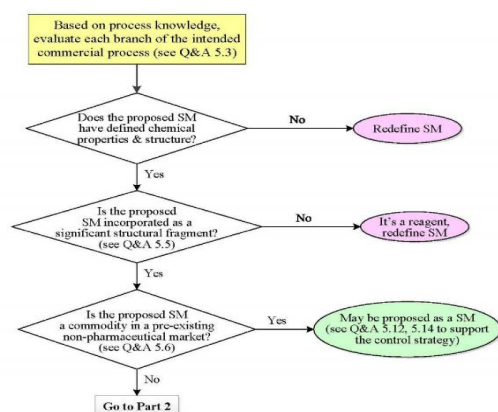 Based on process knowledge,
evaluate each branch of the intended
commercial process (see Q&A 5.3)
Does the proposed SM
have defined chemical
properties & structure?
No
Redefine SM
Yes
Is the proposed
SM incorporated as a
significant structural fragment?
(see Q&A 5.5)
No
It's a reagent,
redefine SM
Yes
Is the proposed SM
a commodity in a pre-existing
non-pharmaceutical market?
(see Q&A 5.6)
Yes
May be proposed as a SM
(see Q&A 5.12, 5.14 to support
the control strategy)
No
Go to Part 2